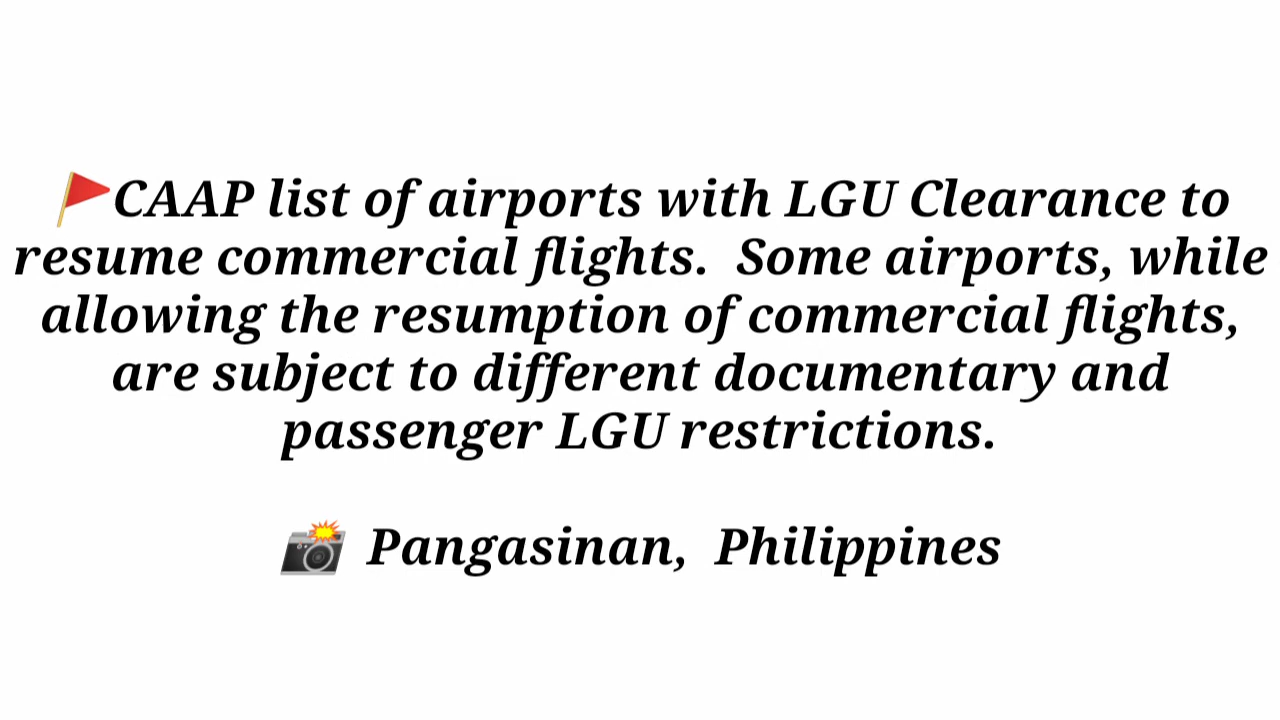 🚩CAAP list of airports with LGU Clearance to
resume commercial flights.  Some airports, while
allowing the resumption of commercial flights,
are subject to different documentary and
passenger LGU restrictions.
📸 Pangasinan,  Philippines